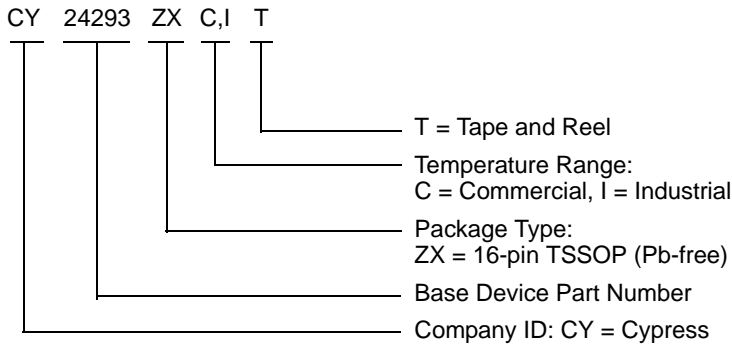 CY 24293 ZX C,I T
T = Tape and Reel
Temperature Range:
C = Commercial, I = Industrial
Package Type:
ZX = 16-pin TSSOP (Pb-free)
Base Device Part Number
Company ID: CY = Cypress